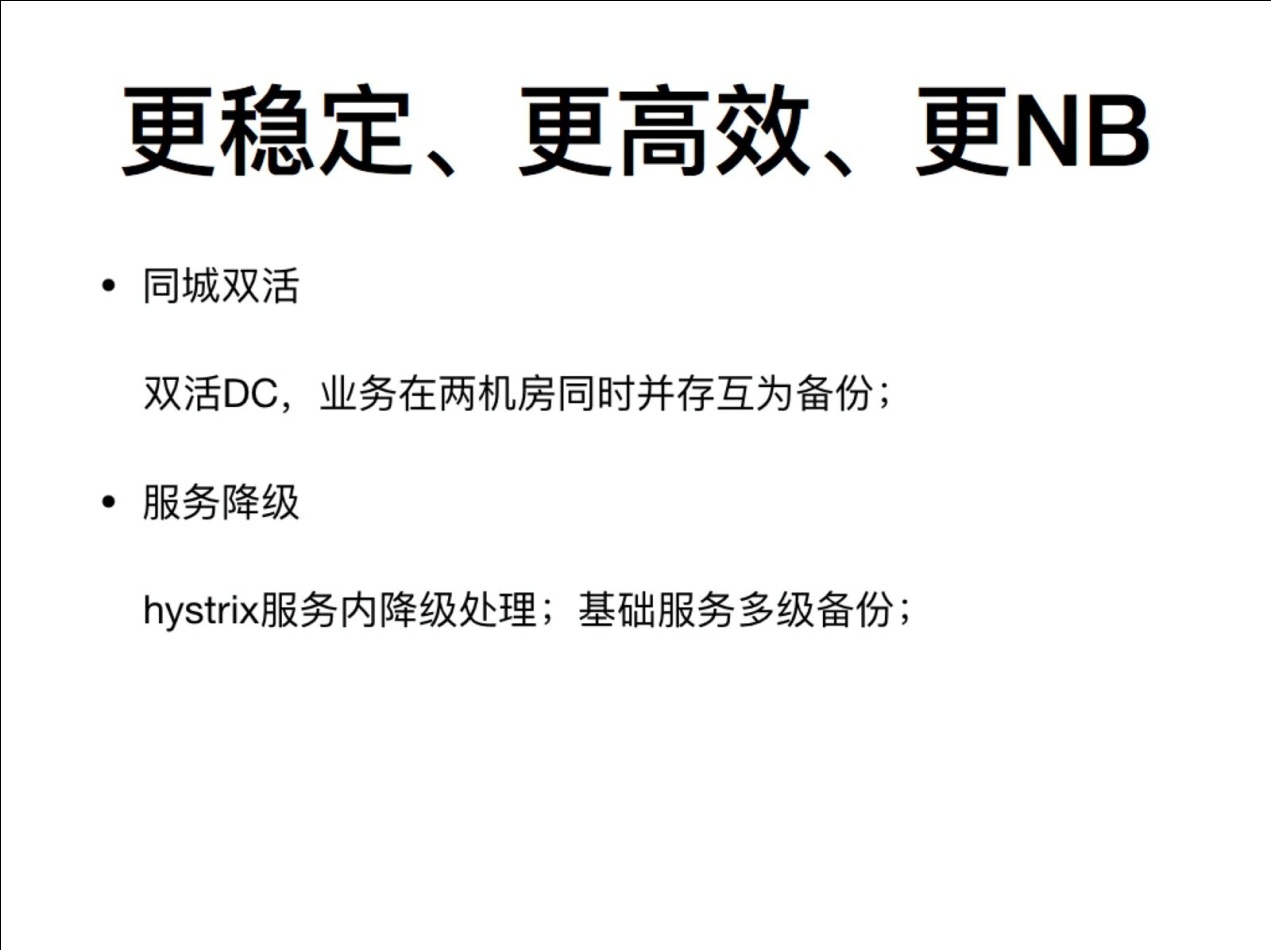 更稳定、更高效、更NB
• 同城双活
双活DC，业务在两机房同时并存互为备份；
• 服务降级
hystrix服务内降级处理；基础服务多级备份；